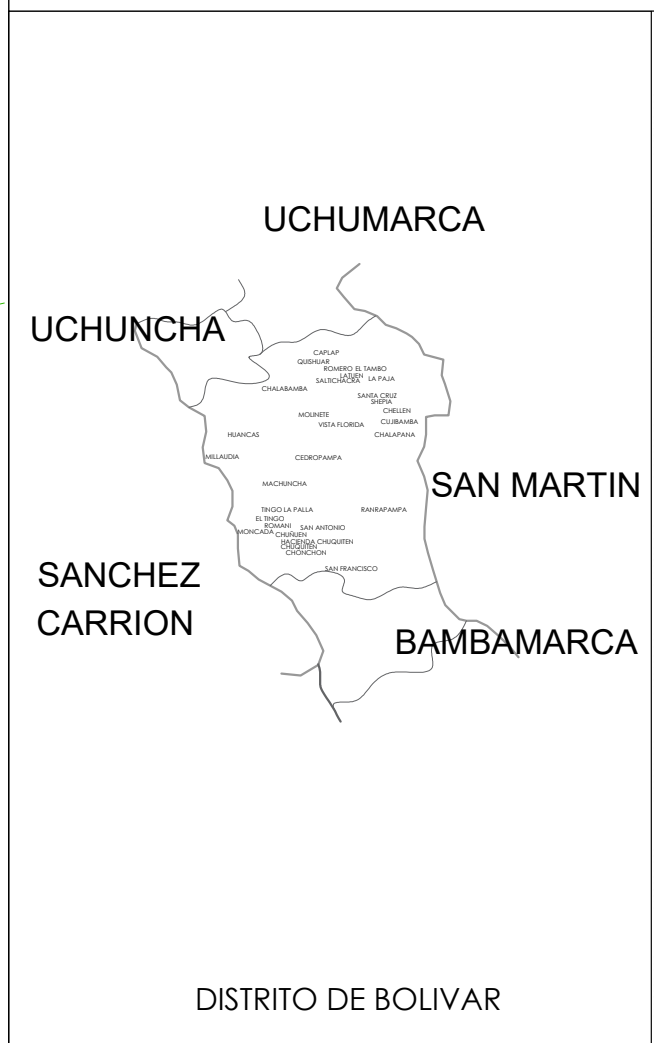 UCHUMARCA
UCHUNCHA
CAPLAP
QUISHUAR
ROMERO EL TAMBO
LATUEN
LA PAJA
SALTICHACRA
CHALABAMBA
SANTA CRUZ
SHEPIA
CHELLEN
MOLINETE
CUJIBAMBA
VISTA FLORIDA
HUANCAS
CHALAPANA
MILLAUDIA
CEDROPAMPA
MACHUNCHA
SAN MARTIN
TINGO LA PALLA
RANRAPAMPA
EL TINGO
ROMANI
SAN ANTONIO
MONCADA
CHUÑUEN
HACIENDA CHUQUITEN
CHUQUITEN
CHONCHON
SAN FRANCISCO
SANCHEZ
CARRION
BAMBAMARCA
DISTRITO DE BOLIVAR